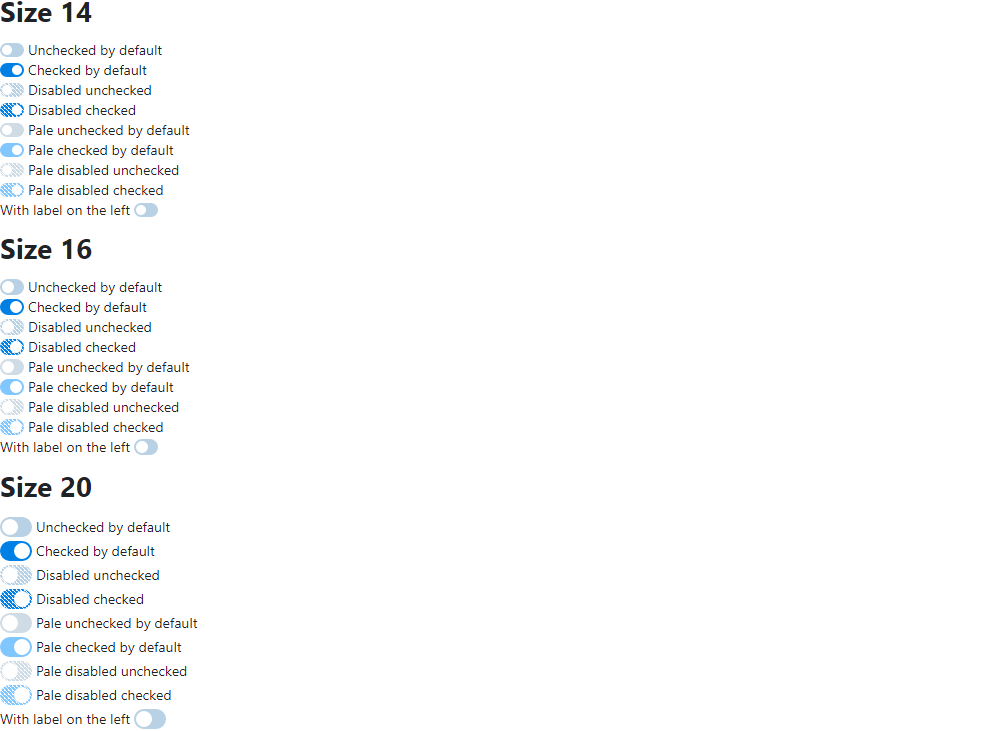 Size 14
Unchecked by default
Checked by default
Disabled unchecked
Disabled checked
Pale unchecked by default
Pale checked by default
Pale disabled unchecked
Pale disabled checked
With label on the left
Size 16
Unchecked by default
Checked by default
Disabled unchecked
Disabled checked
Pale unchecked by default
Pale checked by default
Pale disabled unchecked
Pale disabled checked
With label on the left
Size 20
Unchecked by default
Checked by default
Disabled unchecked
Disabled checked
Pale unchecked by default
Pale checked by default
Pale disabled unchecked
Pale disabled checked
With label on the left